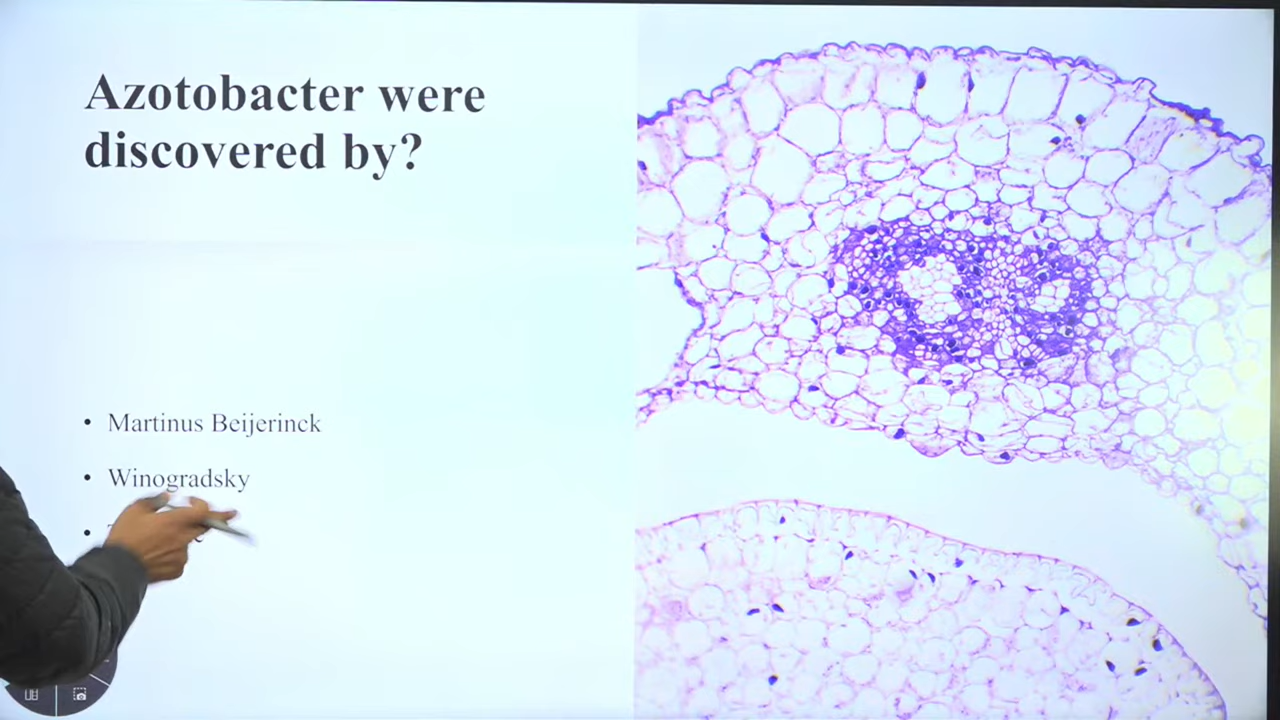 Azotobacter were
discovered by?
• Martinus Beijerinck
• Winogradsky